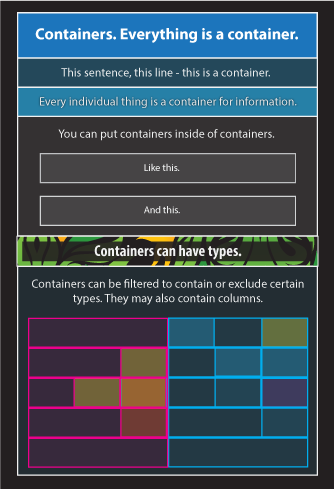 Containers. Everything is a container.
This sentence, this line - this is a container.
Every individual thing is a container for information.
You can put containers inside of containers.
Like this.
And this.
Containers can have types.
Containers can be filtered to contain or exclude certain
types. They may also contain columns.